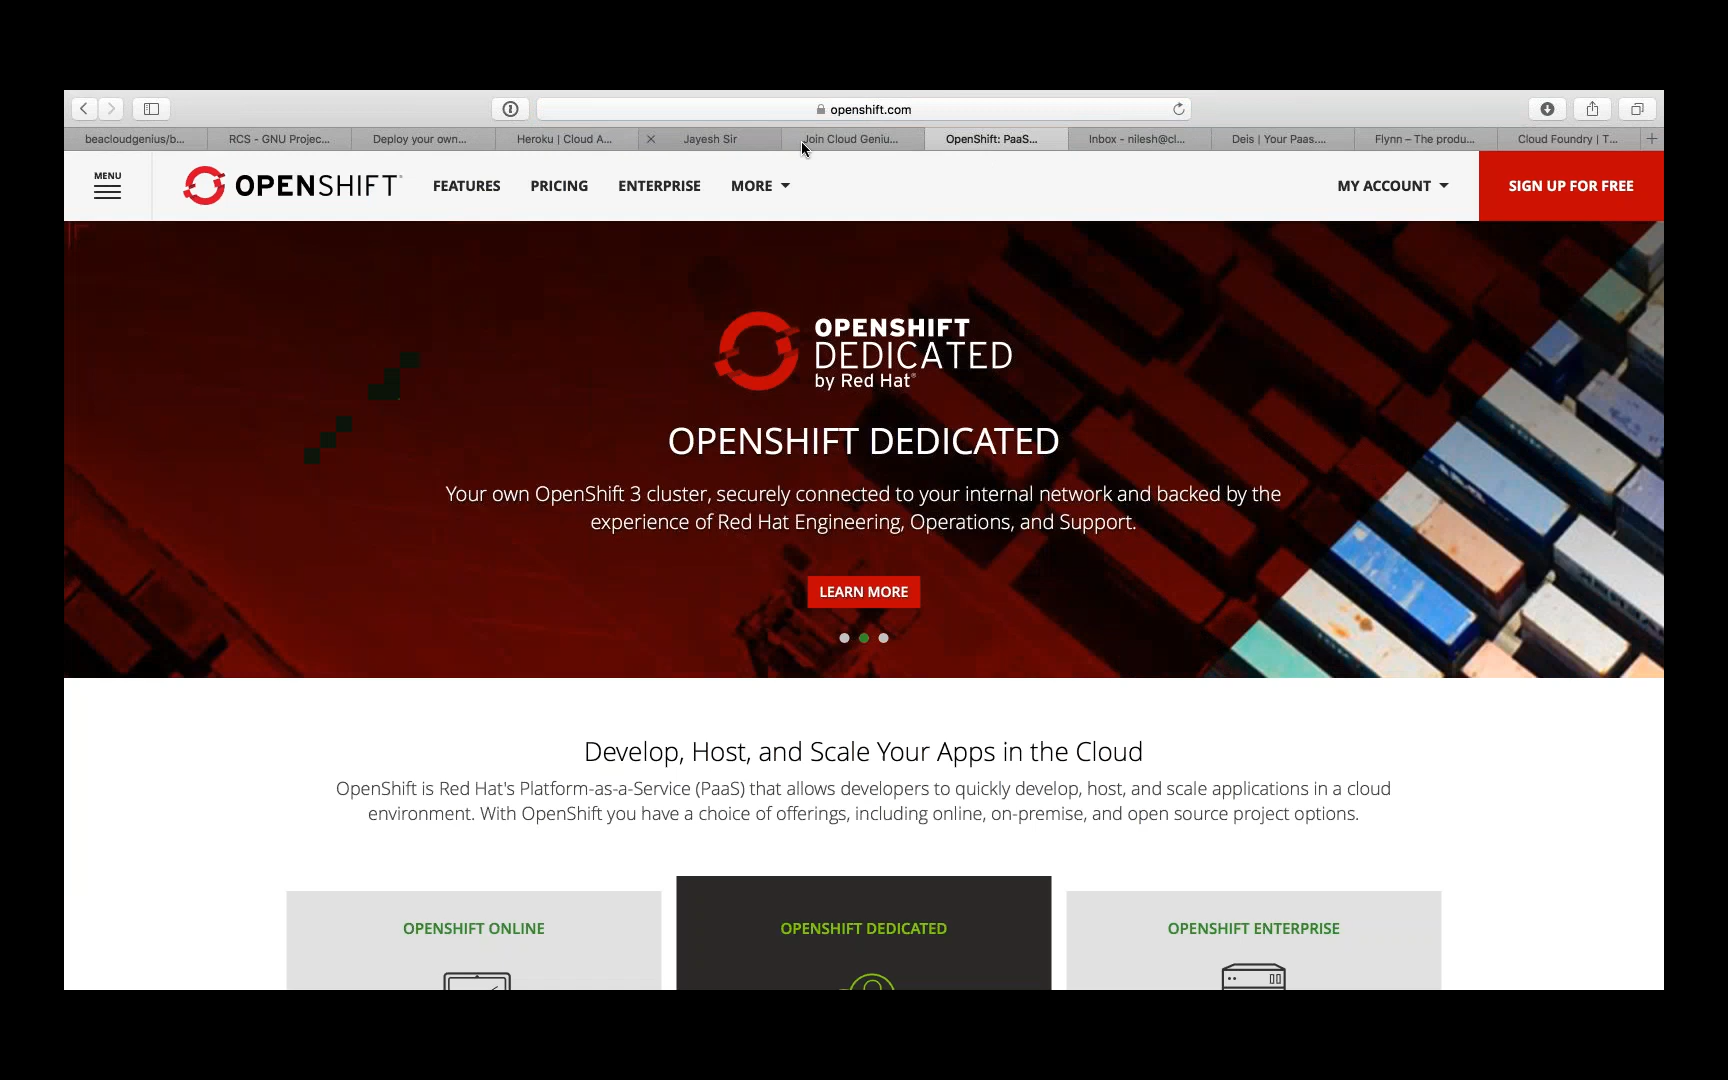 openshift.com
beacloudgenius/b...
RCS - GNU Projec...
Deploy your own...
Heroku | Cloud A...
Jayesh Sir
Join Cloud Geniu...
OpenShift: PaaS...
Inbox - nilesh@cl...
Deis | Your Paas....
Flynn – The produ...
Cloud Foundry | T...
MENU
OPENSHIFT
FEATURES
PRICING
ENTERPRISE
MORE
MY ACCOUNT
SIGN UP FOR FREE
OPENSHIFT
DEDICATED
by Red Hat®
OPENSHIFT DEDICATED
Your own OpenShift 3 cluster, securely connected to your internal network and backed by the
experience of Red Hat Engineering, Operations, and Support.
LEARN MORE
Develop, Host, and Scale Your Apps in the Cloud
OpenShift is Red Hat's Platform-as-a-Service (PaaS) that allows developers to quickly develop, host, and scale applications in a cloud
environment. With OpenShift you have a choice of offerings, including online, on-premise, and open source project options.
OPENSHIFT ONLINE
OPENSHIFT DEDICATED
OPENSHIFT ENTERPRISE